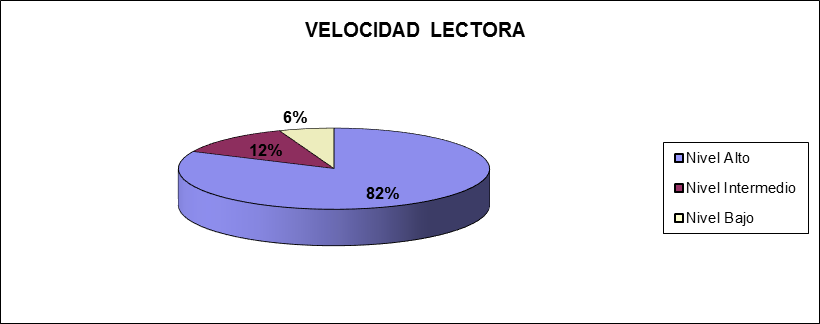 VELOCIDAD LECTORA
6%
12%
82%
Nivel Alto
Nivel Intermedio
Nivel Bajo